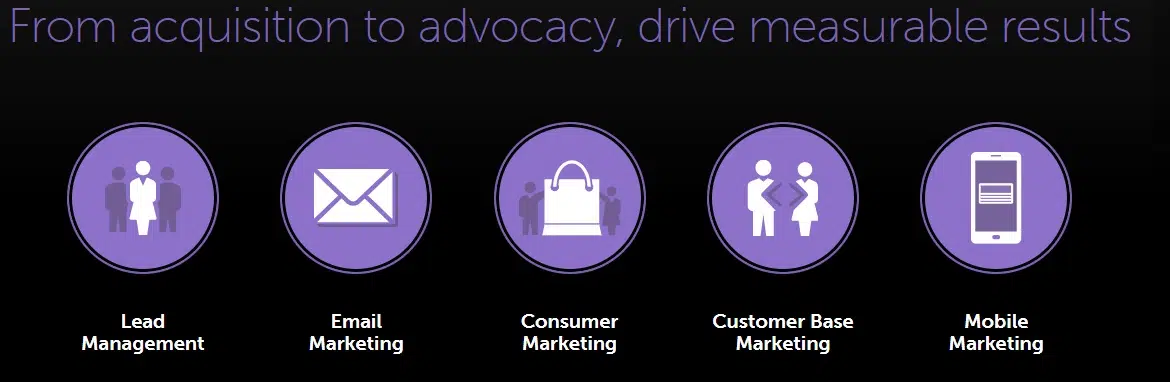 From acquisition to advocacy, drive measurable results
Lead
Management
Email
Marketing
Consumer
Marketing
Customer Base
Marketing
Mobile
Marketing